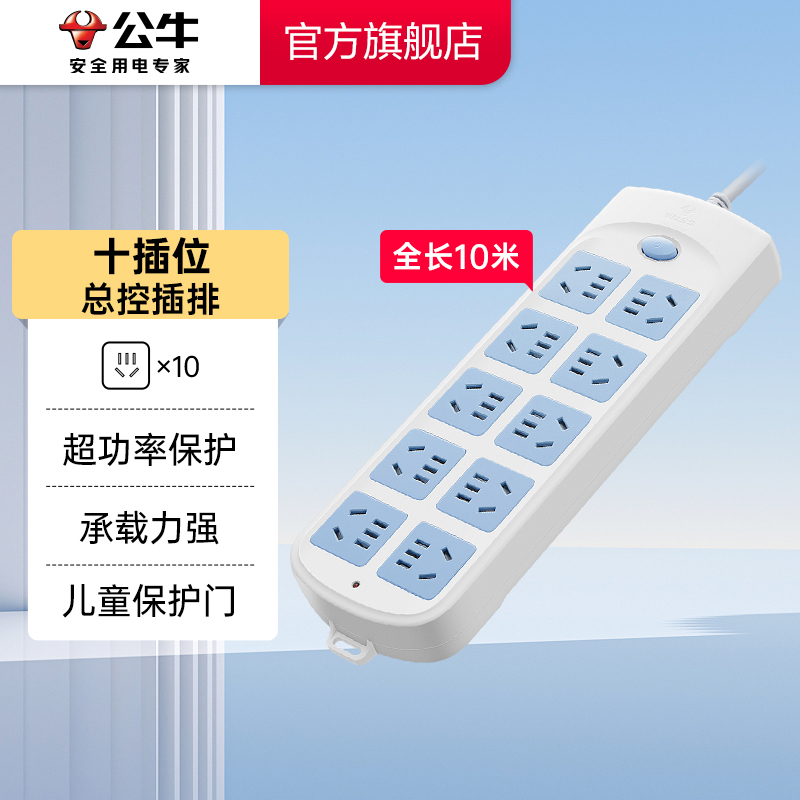 公牛
安全用电专家
官方旗舰店
十插位
总控插排
×10
超功率保护
承载力强
儿童保护门
全长10米